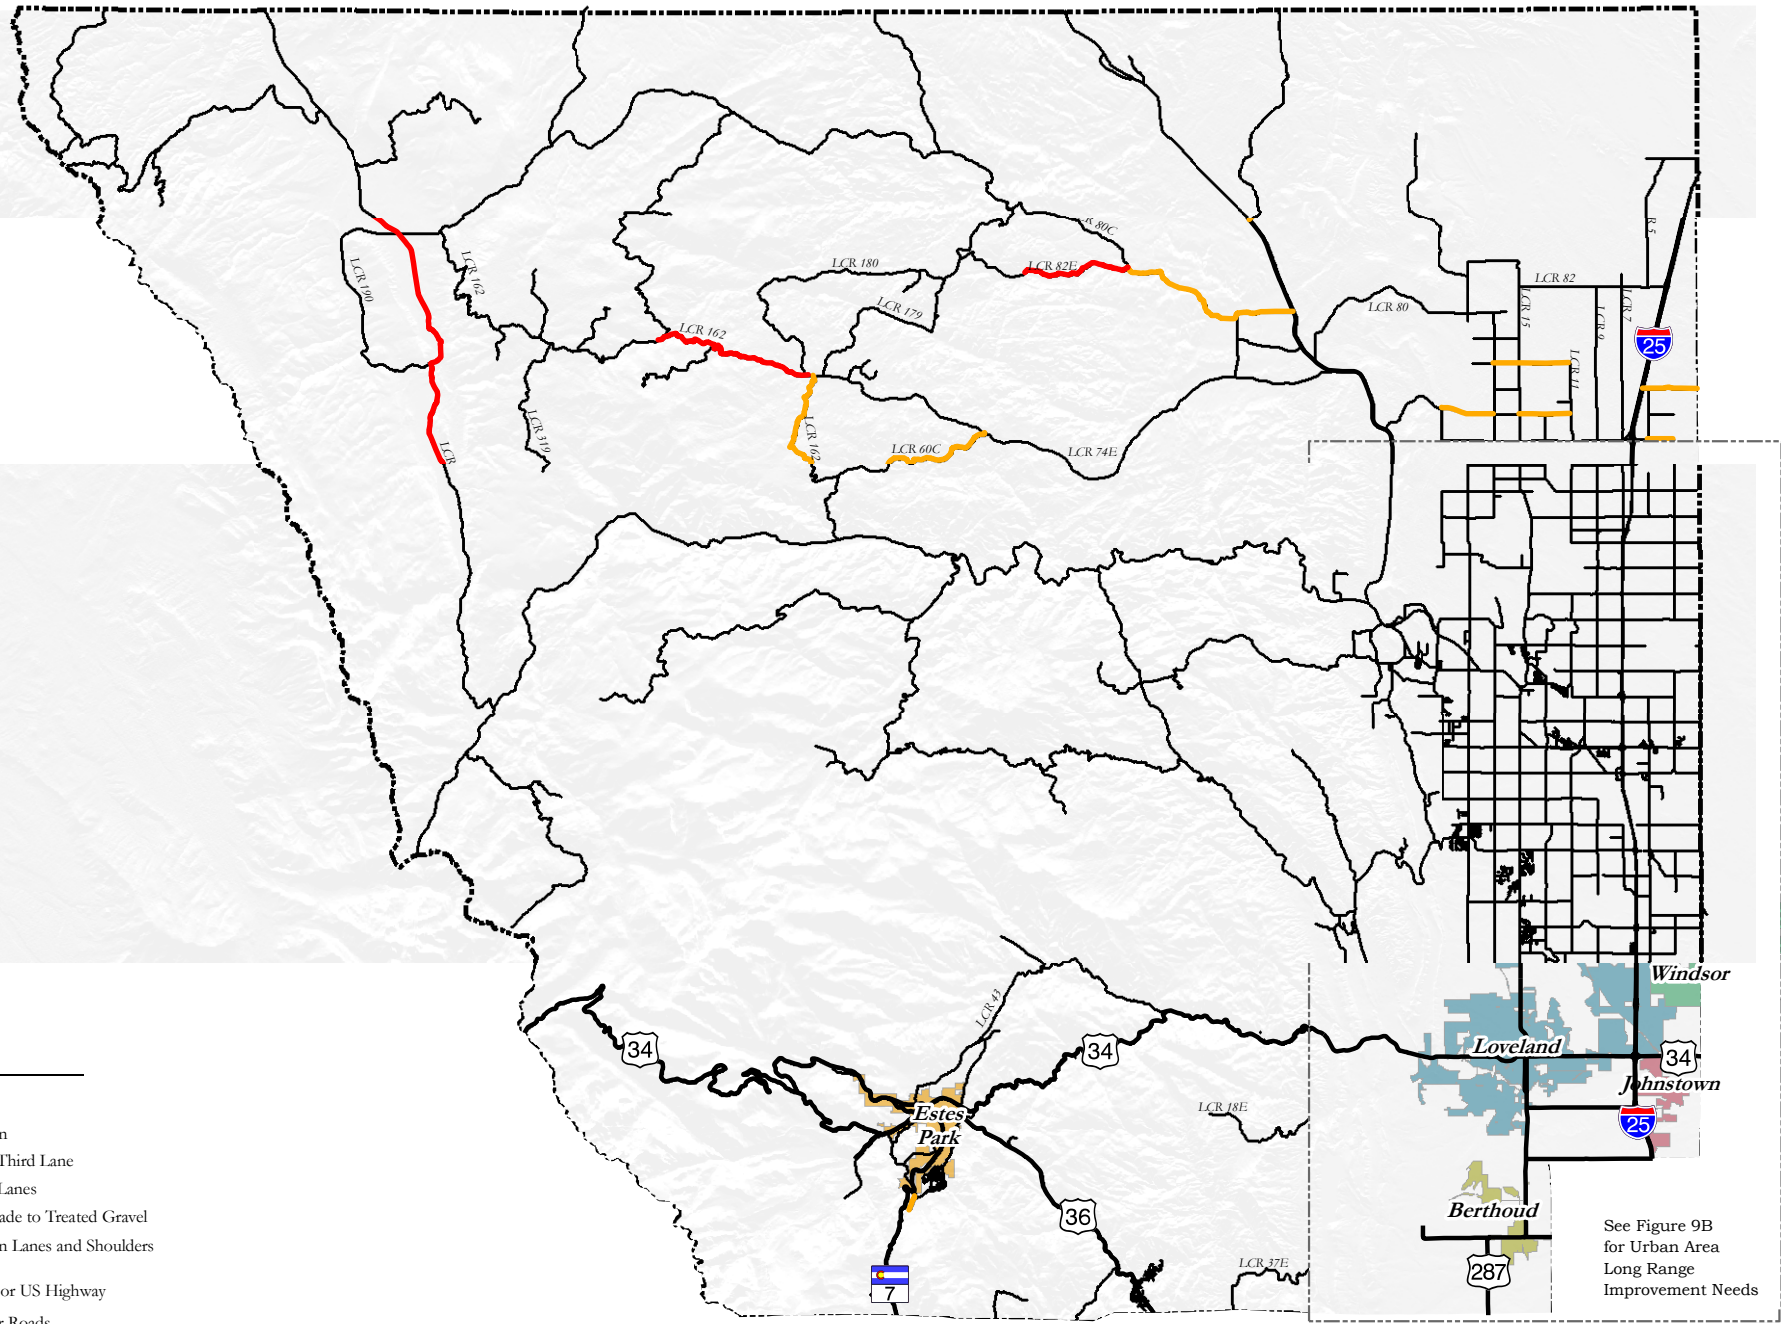 LCR 80C
LCR 82E
LCR 180
LCR 179
LCR 190
LCR 162
LCR 162
LCR 162
LCR 319
LCR
LCR 60C
LCR 74E
LCR 80
LCR 82
LCR 15
LCR 11
LCR 9
LCR 7
R 5
25
LCR 43
34
34
Estes
Park
LCR 18E
36
7
LCR 37E
Windsor
Loveland
34
Johnstown
25
Berthoud
287
See Figure 9B
for Urban Area
Long Range
Improvement Needs
n
Third Lane
Lanes
ade to Treated Gravel
n Lanes and Shoulders
or US Highway
r Roads